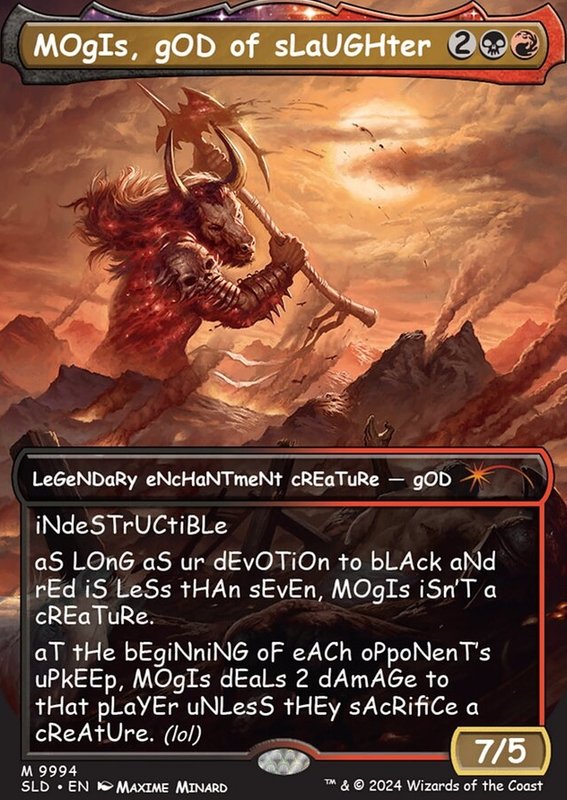 MOgIs, gOD of sLaUGHter 2
LeGeNDaRy eNcHaNTmeNt cREaTuRe — gOD
iNdeSTrUCtiBLe
aS LOnG aS ur dEvOTiOn to bLAck aNd
rEd iS LeSs tHAn sEvEn, MOgIs iSn'T a
cREaTuRe.
aT tHe bEgiNniNG oF eACh oPpoNenT's
uPkEEp, MOgIs dEaLs 2 dAmAGe to
tHat pLaYEr uNLesS tHEy sAcRifiCe a
cReAtUre. (lol)
7/5
M 9994
SLD • EN Maxime Minard
™ & © 2024 Wizards of the Coast